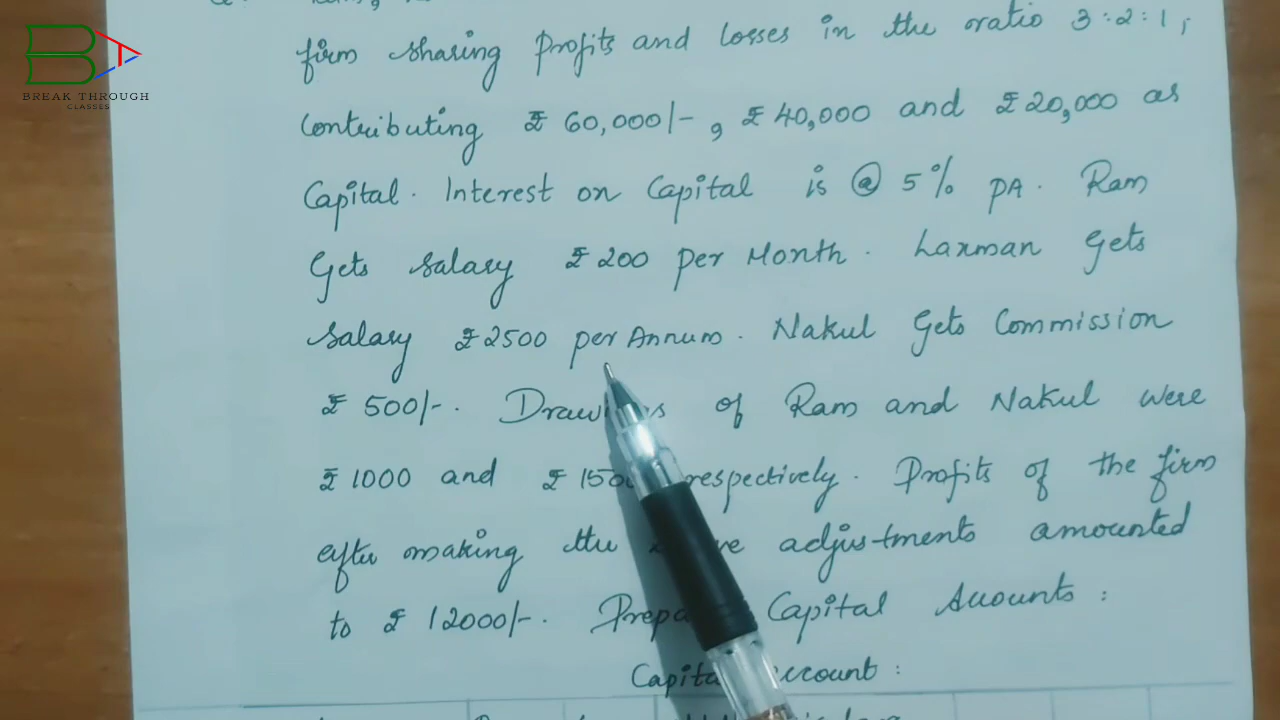 BREAK THROUGH
CLASSES
firm sharing Profits and losses in the ratio 3:2:1,
Contributing ₹ 60,000/-, ₹ 40,000 and ₹ 20,000 as
Capital. Interest on Capital is @ 5% PA. Ram
Gets Salary ₹ 200 per Month. Laxman Gets
Salary ₹ 2500 per Annum. Nakul Gets Commission
₹ 500/-. of Ram and Nakul were
₹ 1000 and ₹ respectively. Profits of the firm
after making the adjustments amounted
to ₹ 12000/-. Capital Accounts:
: